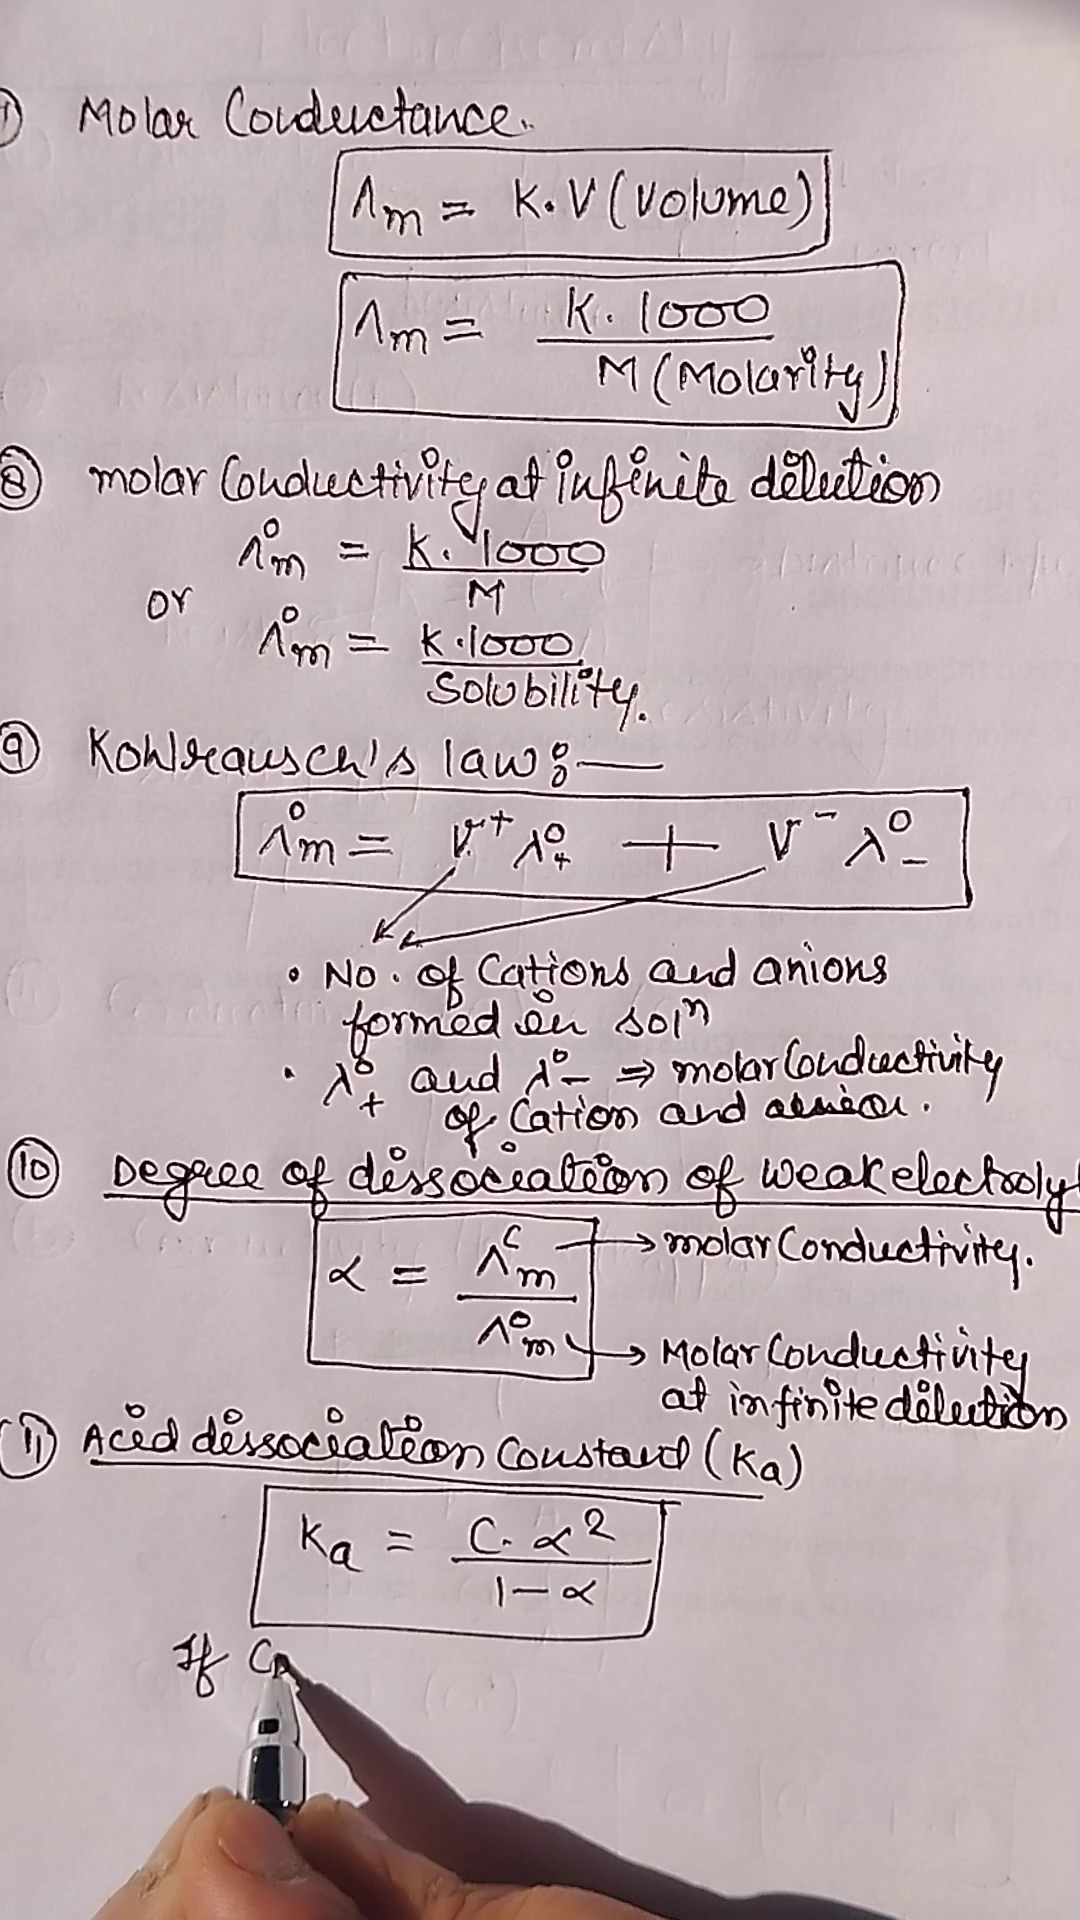 Molar Conductance.
Λm = K.V (Volume)
Λm = K. 1000
M (Molarity)
⑧ molar Conductivity at infinite dilution
Λ°m = K. 1000
M
or
Λ°m = K.1000
Solubility.
⑨ Kohlrausch's law :—
Λ°m = V⁺ λ°₊ + V⁻ λ°₋
• No. of Cations and anions
formed in solⁿ
• λ°₊ and λ°₋ ⇒ molar Conductivity
of Cation and anion.
⑩ Degree of dissociation of weak electrolyt
α = Λᶜm → molar Conductivity.
Λ°m → Molar Conductivity
at infinite dilution
⑪ Acid dissociation Constant (Ka)
Ka = C. α²
1-α
If